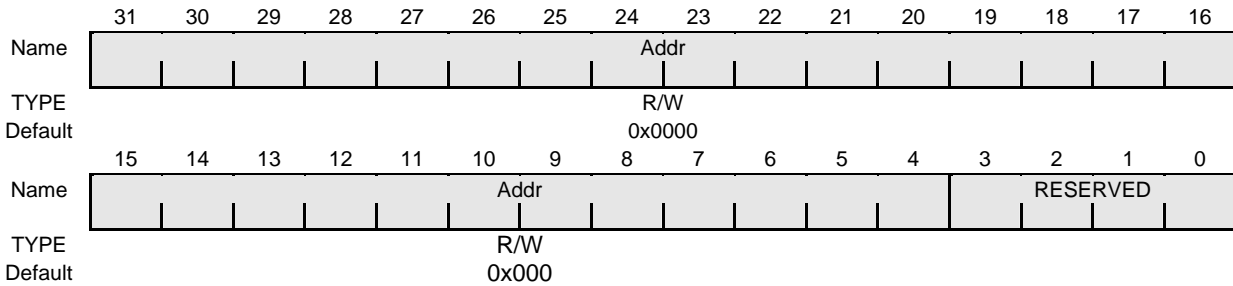 31 30 29 28 27 26 25 24 23 22 21 20 19 18 17 16
Name Addr
TYPE R/W
Default 0x0000
15 14 13 12 11 10 9 8 7 6 5 4 3 2 1 0
Name Addr RESERVED
TYPE R/W
Default 0x000